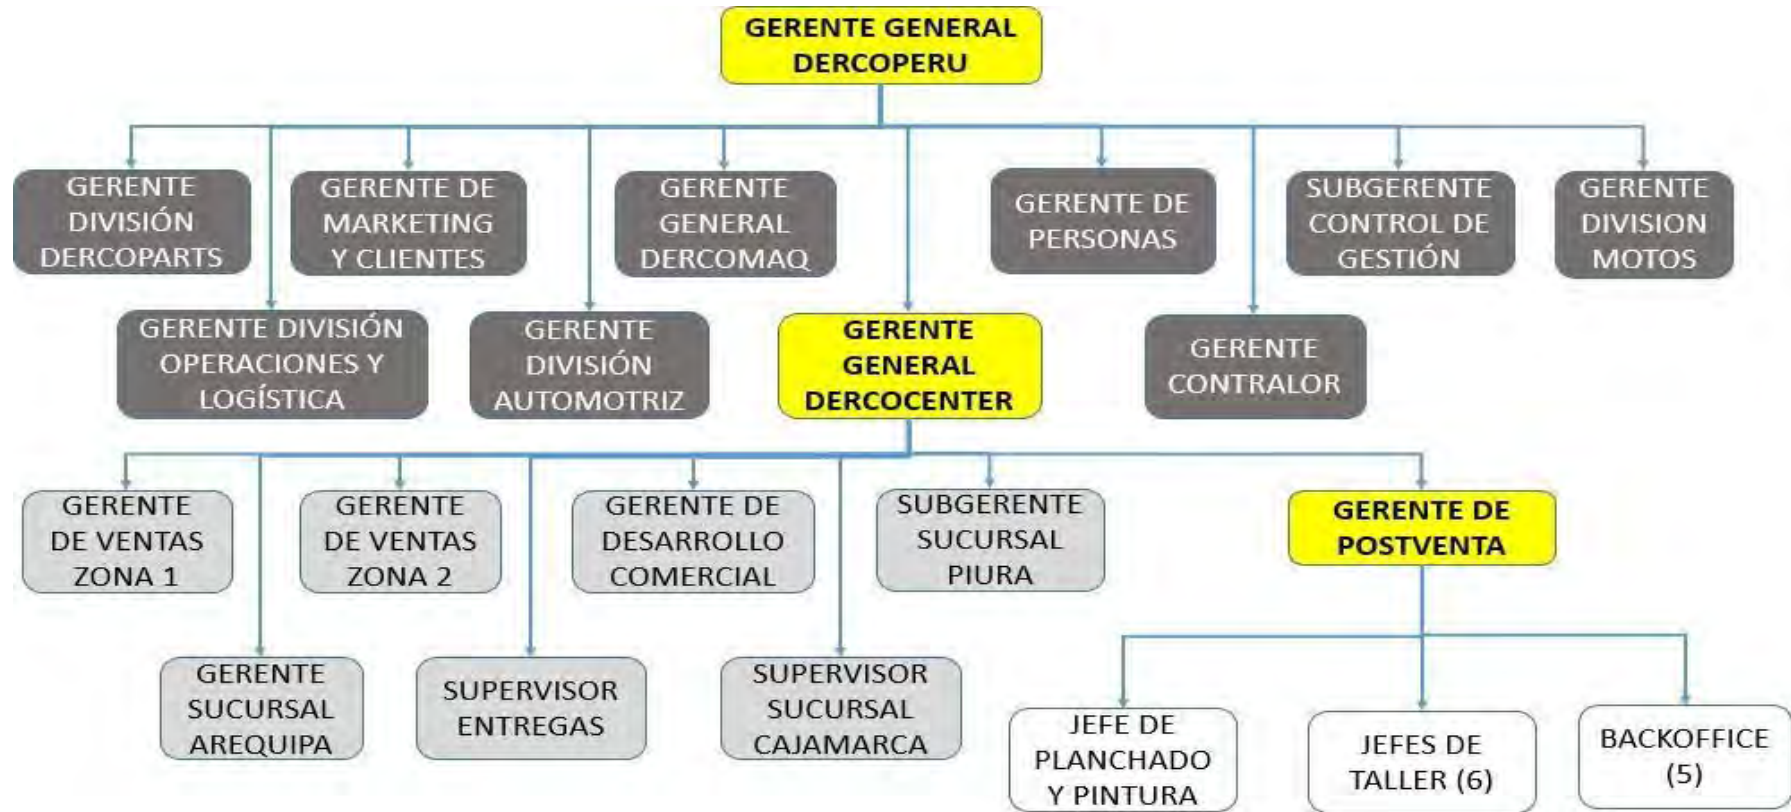 GERENTE GENERAL
DERCOPERU
GERENTE
DIVISIÓN
DERCOPARTS
GERENTE DE
MARKETING
Y CLIENTES
GERENTE
GENERAL
DERCOMAQ
GERENTE DE
PERSONAS
SUBGERENTE
CONTROL DE
GESTIÓN
GERENTE
DIVISION
MOTOS
GERENTE DIVISIÓN
OPERACIONES Y
LOGÍSTICA
GERENTE
DIVISIÓN
AUTOMOTRIZ
GERENTE
GENERAL
DERCOCENTER
GERENTE
CONTRALOR
GERENTE
DE VENTAS
ZONA 1
GERENTE
DE VENTAS
ZONA 2
GERENTE DE
DESARROLLO
COMERCIAL
SUBGERENTE
SUCURSAL
PIURA
GERENTE DE
POSTVENTA
GERENTE
SUCURSAL
AREQUIPA
SUPERVISOR
ENTREGAS
SUPERVISOR
SUCURSAL
CAJAMARCA
JEFE DE
PLANCHADO
Y PINTURA
JEFES DE
TALLER (6)
BACKOFFICE
(5)